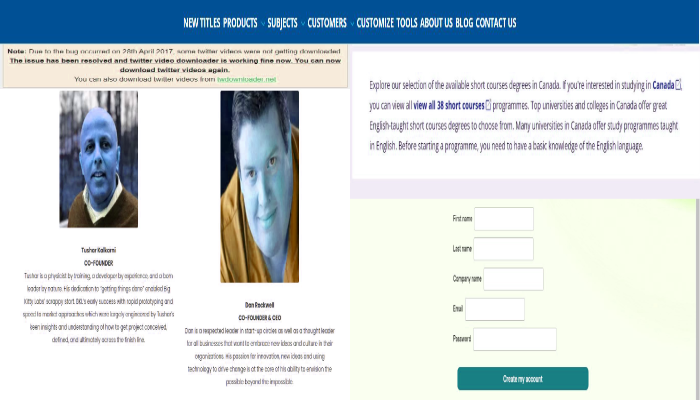 NEW TITLES PRODUCTS SUBJECTS CUSTOMERS CUSTOMIZE TOOLS ABOUT US BLOG CONTACT US
Note: Due to the bug occurred on 28th April 2017, some twitter videos were not getting downloaded.
The issue has been resolved and twitter video downloader is working fine now. You can now
download twitter videos again.
You can also download twitter videos from twdownloader.net
Tushar Kalkarni
CO-FOUNDER
Tushar is a physicist by training, a developer by experience, and a born
leader by nature. His dedication to "getting things done" enabled Big
Kitty Labs' scrappy start. BKL's early success with rapid prototyping and
speed to market approaches which were largely engineered by Tushar's
keen insights and understanding of how to get project conceived,
defined, and ultimately across the finish line.
Dan Rockwell
CO-FOUNDER & CEO
Dan is a respected leader in start-up circles as well as a thought leader
for all businesses that want to embrace new ideas and culture in their
organizations. His passion for innovation, new ideas and using
technology to drive change is at the core of his ability to envision the
possible beyond the impossible.
Explore our selection of the available short courses degrees in Canada. If you're interested in studying in Canada,
you can view all view all 38 short courses programmes. Top universities and colleges in Canada offer great
English-taught short courses degrees to choose from. Many universities in Canada offer study programmes taught
in English. Before starting a programme, you need to have a basic knowledge of the English language.
First name
Last name
Company name
Email
Password
Create my account